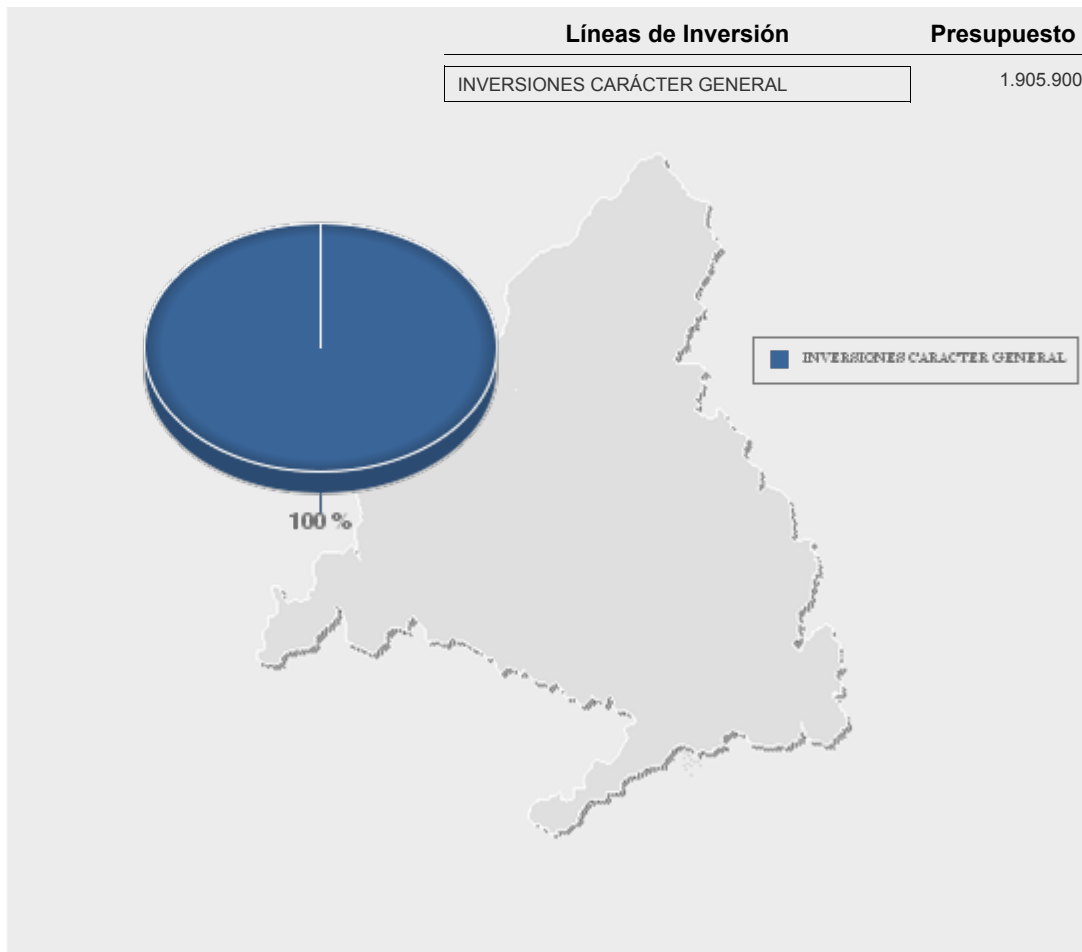 Líneas de Inversión Presupuesto
INVERSIONES CARÁCTER GENERAL 1.905.900
INVERSIONES CARACTER GENERAL
100 %